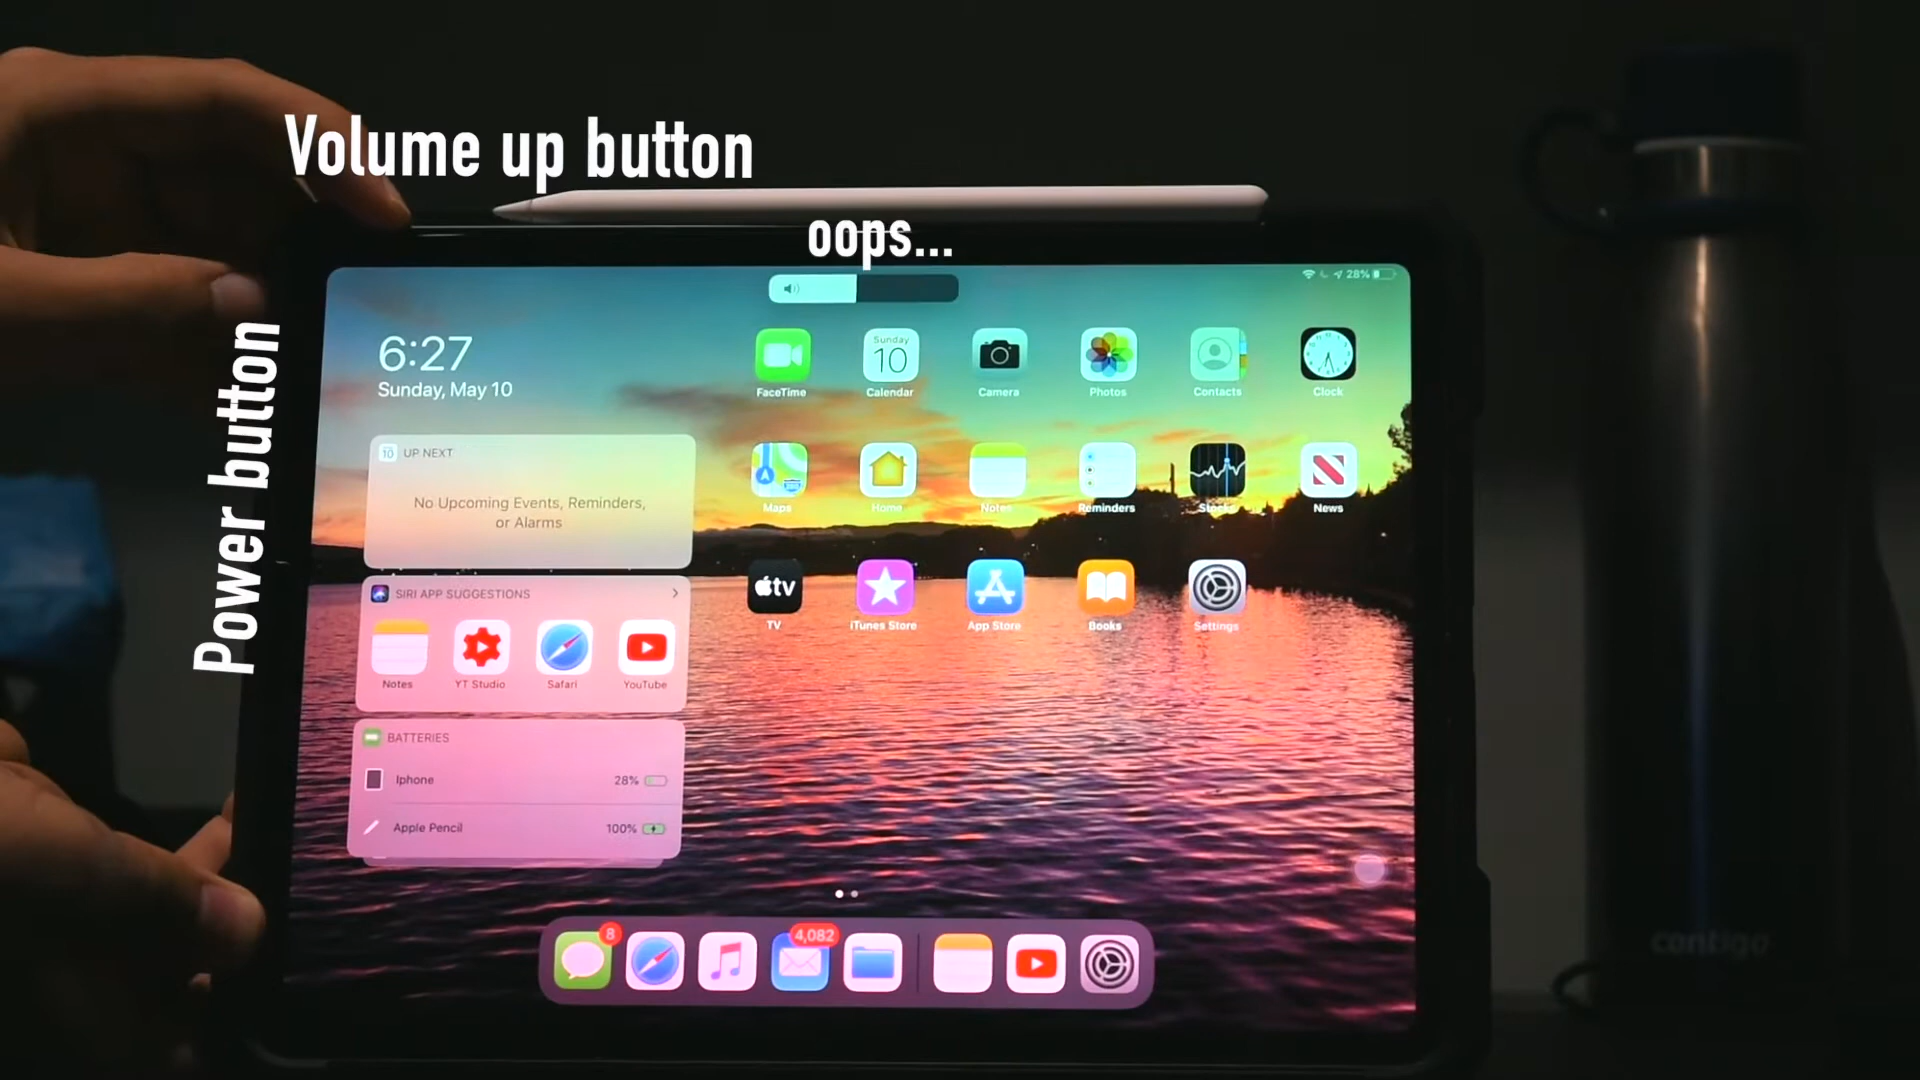 Volume up button
oops...
Power button
28%
6:27
Sunday, May 10
10 UP NEXT
No Upcoming Events, Reminders,
or Alarms
SIRI APP SUGGESTIONS
Notes YT Studio Safari YouTube
BATTERIES
Iphone 28%
Apple Pencil 100%
Sunday
10
FaceTime Calendar Camera Photos Contacts Clock
Maps Home Notes Reminders Stocks News
tv
TV iTunes Store App Store Books Settings
8 4,082
contigo